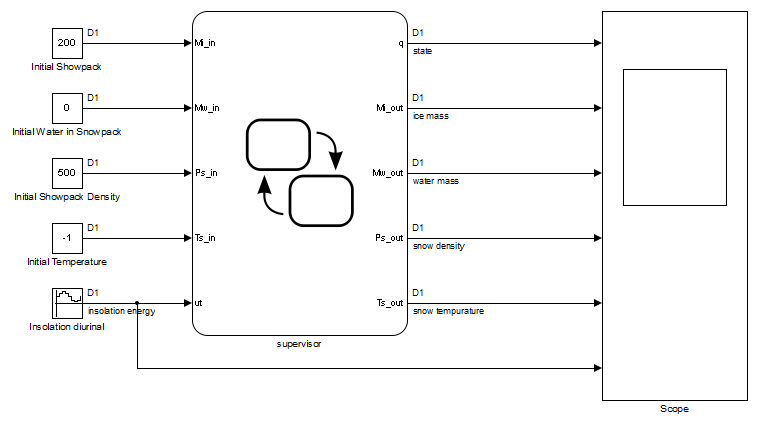 D1
200
Mi_in
Initial Showpack
D1
0
Mw_in
Initial Water in Snowpack
D1
500
Ps_in
Initial Showpack Density
D1
-1
Ts_in
Initial Temperature
D1
insolation energy
ut
Insolation diurinal
supervisor
q
D1
state
Mi_out
D1
ice mass
Mw_out
D1
water mass
Ps_out
D1
snow density
Ts_out
D1
snow tempurature
Scope